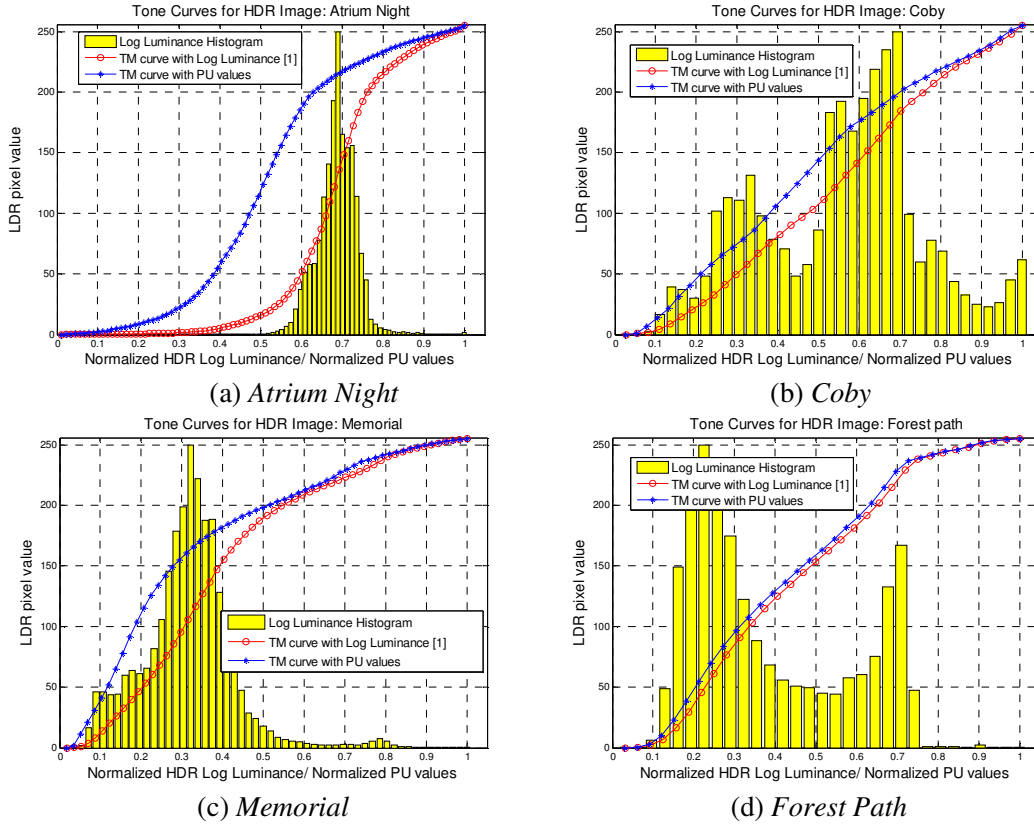 Tone Curves for HDR Image: Atrium Night
250
200
150
100
50
0
LDR pixel value
Log Luminance Histogram
TM curve with Log Luminance [1]
TM curve with PU values
0 0.1 0.2 0.3 0.4 0.5 0.6 0.7 0.8 0.9 1
Normalized HDR Log Luminance/ Normalized PU values
(a) Atrium Night
Tone Curves for HDR Image: Coby
250
200
150
100
50
0
LDR pixel value
Log Luminance Histogram
TM curve with Log Luminance [1]
TM curve with PU values
0 0.1 0.2 0.3 0.4 0.5 0.6 0.7 0.8 0.9 1
Normalized HDR Log Luminance/ Normalized PU values
(b) Coby
Tone Curves for HDR Image: Memorial
250
200
150
100
50
0
LDR pixel value
Log Luminance Histogram
TM curve with Log Luminance [1]
TM curve with PU values
0 0.1 0.2 0.3 0.4 0.5 0.6 0.7 0.8 0.9 1
Normalized HDR Log Luminance/ Normalized PU values
(c) Memorial
Tone Curves for HDR Image: Forest path
250
200
150
100
50
0
LDR pixel value
Log Luminance Histogram
TM curve with Log Luminance [1]
TM curve with PU values
0 0.1 0.2 0.3 0.4 0.5 0.6 0.7 0.8 0.9 1
Normalized HDR Log Luminance/ Normalized PU values
(d) Forest Path